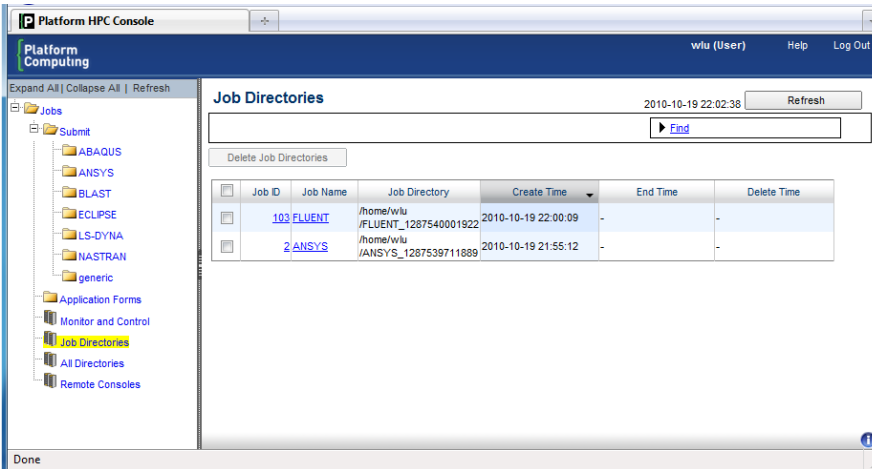 Platform HPC Console
Platform
Computing
wlu (User) Help Log Out
Expand All | Collapse All | Refresh
Jobs
Submit
ABAQUS
ANSYS
BLAST
ECLIPSE
LS-DYNA
NASTRAN
generic
Application Forms
Monitor and Control
Job Directories
All Directories
Remote Consoles
Job Directories
2010-10-19 22:02:38 Refresh
Find
Delete Job Directories
Job ID Job Name Job Directory Create Time End Time Delete Time
103 FLUENT /home/wlu
/FLUENT_1287540001922 2010-10-19 22:00:09 - -
2 ANSYS /home/wlu
/ANSYS_1287539711889 2010-10-19 21:55:12 - -
Done